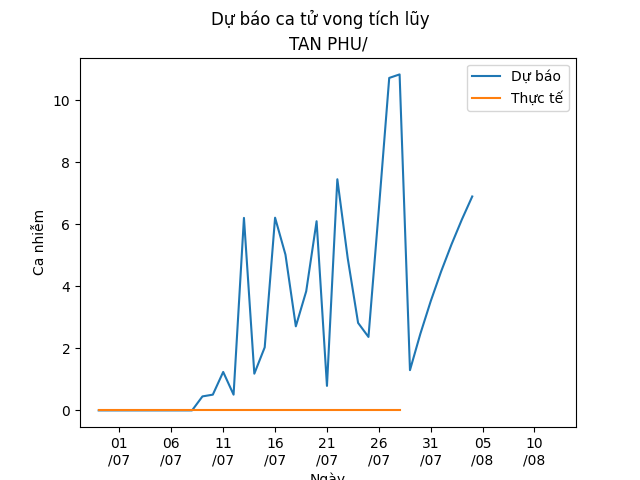 Dự báo ca tử vong tích lũy
TAN PHU/
Dự báo
Thực tế
Ca nhiễm
10
8
6
4
2
0
01 06 11 16 21 26 31 05 10
/07 /07 /07 /07 /07 /07 /07 /08 /08
Ngày